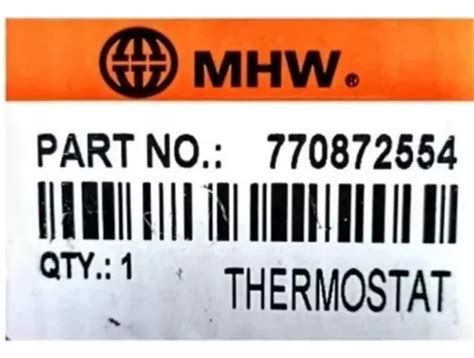 MHW®
PART NO.: 770872554
QTY.: 1
THERMOSTAT